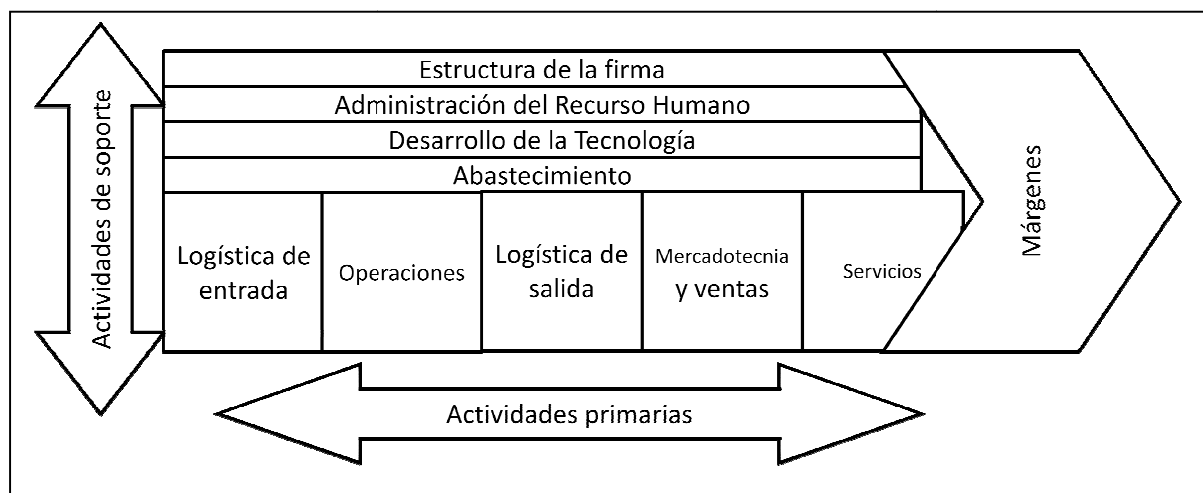 Estructura de la firma
Administración del Recurso Humano
Desarrollo de la Tecnología
Abastecimiento
Actividades de soporte
Logística de
entrada
Operaciones
Logística de
salida
Mercadotecnia
y ventas
Servicios
Márgenes
Actividades primarias